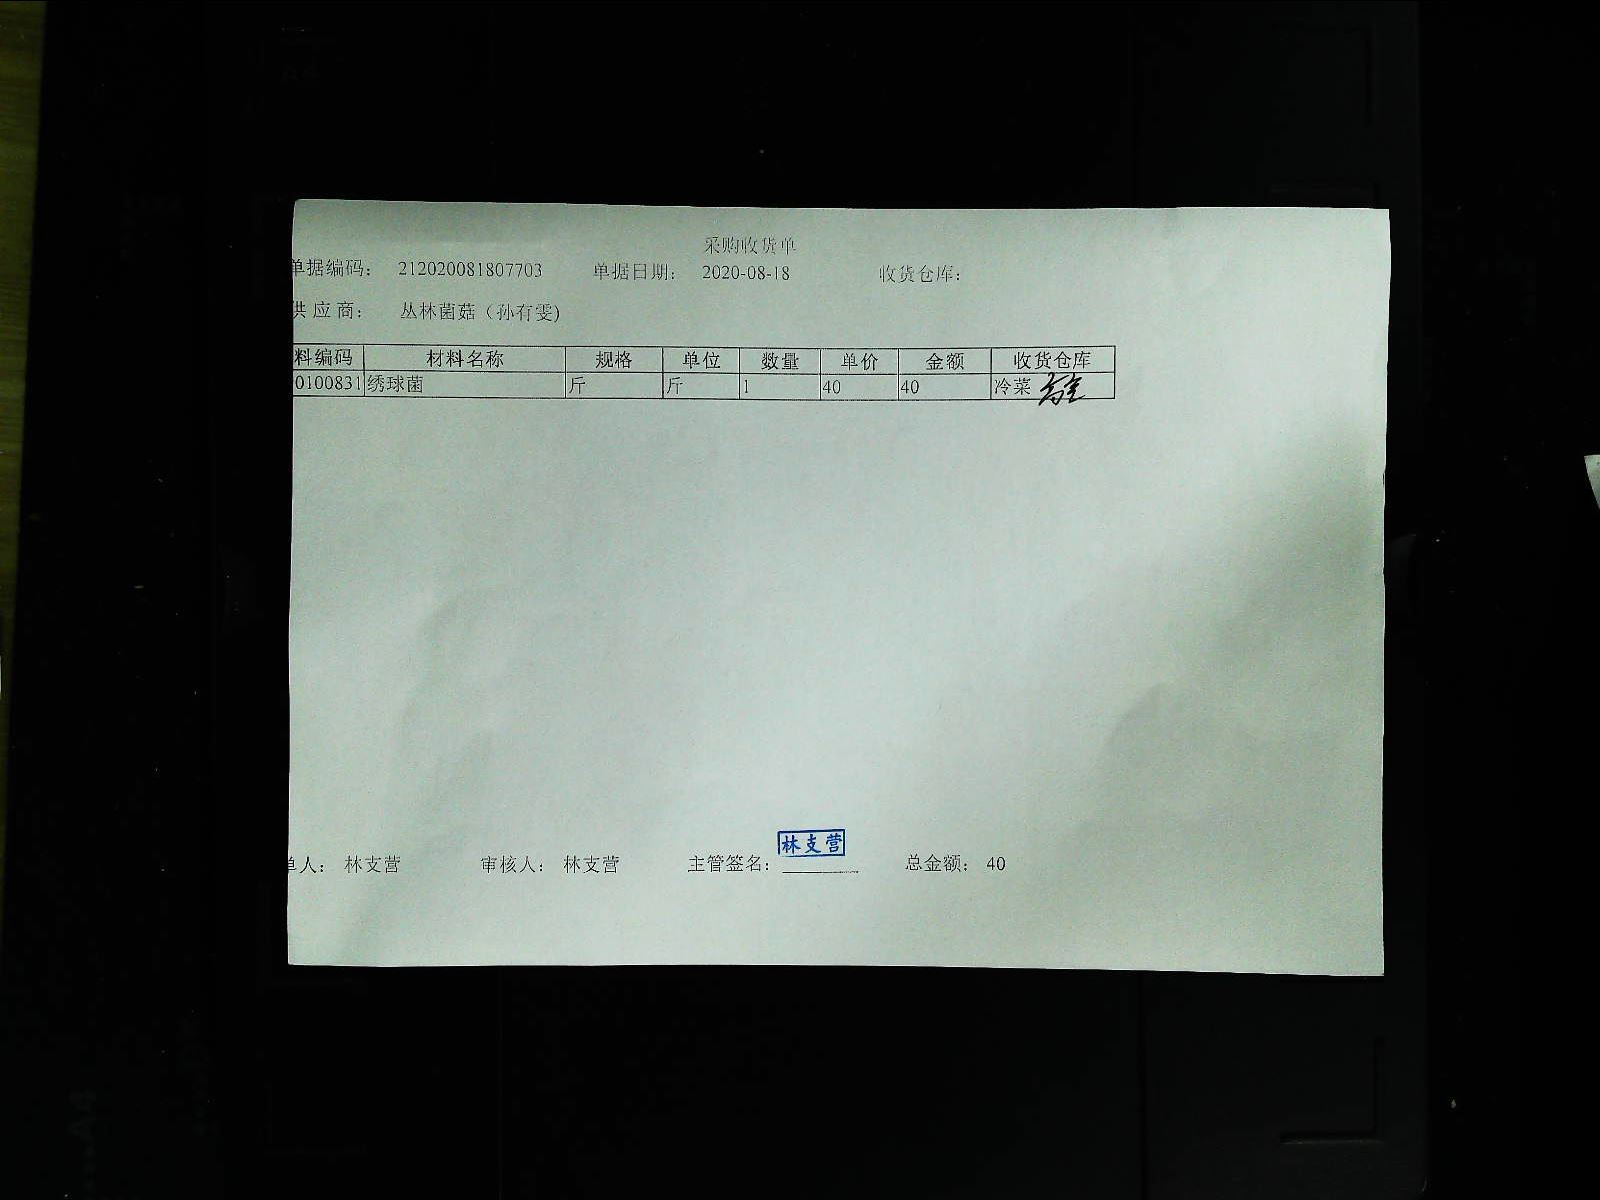 采购收货单
单据编码： 212020081807703 单据日期： 2020-08-18 收货仓库：
供应商： 丛林菌菇（孙有雯)
料编码 材料名称 规格 单位 数量 单价 金额 收货仓库
0100831 绣球菌 斤 斤 1 40 40 冷菜
林支营
单人： 林支营 审核人： 林支营 主管签名： 总金额： 40